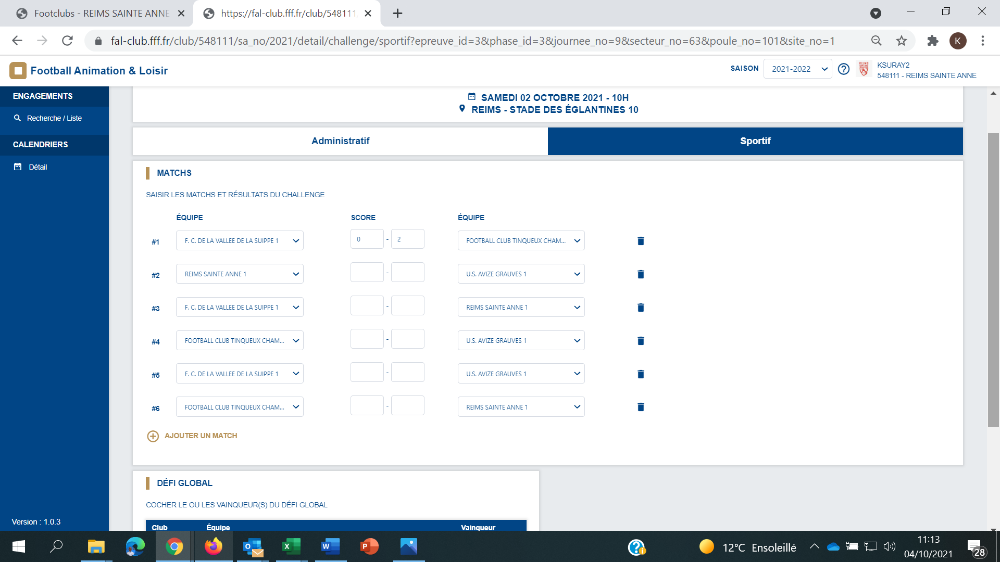 Footclubs - REIMS SAINTE ANNE
https://fal-club.fff.fr/club/548111
fal-club.fff.fr/club/548111/sa_no/2021/detail/challenge/sportif?epreuve_id=3&phase_id=3&journee_no=9&secteur_no=63&poule_no=101&site_no=1
K
Football Animation & Loisir
SAISON
2021-2022
KSURAY2
548111 - REIMS SAINTE ANNE
ENGAGEMENTS
Recherche / Liste
CALENDRIERS
Détail
Version : 1.0.3
SAMEDI 02 OCTOBRE 2021 - 10H
REIMS - STADE DES ÉGLANTINES 10
Administratif
Sportif
MATCHS
SAISIR LES MATCHS ET RÉSULTATS DU CHALLENGE
ÉQUIPE SCORE ÉQUIPE
#1 F. C. DE LA VALLEE DE LA SUIPPE 1 0 - 2 FOOTBALL CLUB TINQUEUX CHAM...
#2 REIMS SAINTE ANNE 1 - U.S. AVIZE GRAUVES 1
#3 F. C. DE LA VALLEE DE LA SUIPPE 1 - REIMS SAINTE ANNE 1
#4 FOOTBALL CLUB TINQUEUX CHAM... - U.S. AVIZE GRAUVES 1
#5 F. C. DE LA VALLEE DE LA SUIPPE 1 - U.S. AVIZE GRAUVES 1
#6 FOOTBALL CLUB TINQUEUX CHAM... - REIMS SAINTE ANNE 1
AJOUTER UN MATCH
DÉFI GLOBAL
COCHER LE OU LES VAINQUEUR(S) DU DÉFI GLOBAL
Club Équipe Vainqueur
12°C Ensoleillé
11:13
04/10/2021
28